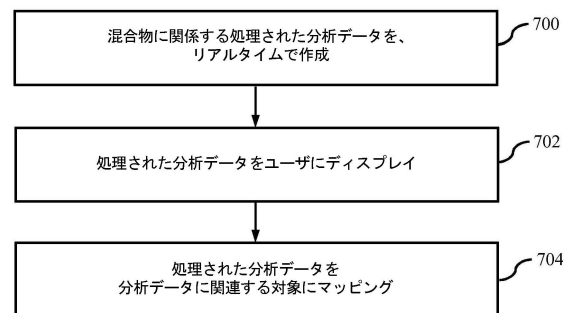 混合物に関係する処理された分析データを、
リアルタイムで作成
700
処理された分析データをユーザにディスプレイ
702
処理された分析データを
分析データに関連する対象にマッピング
704